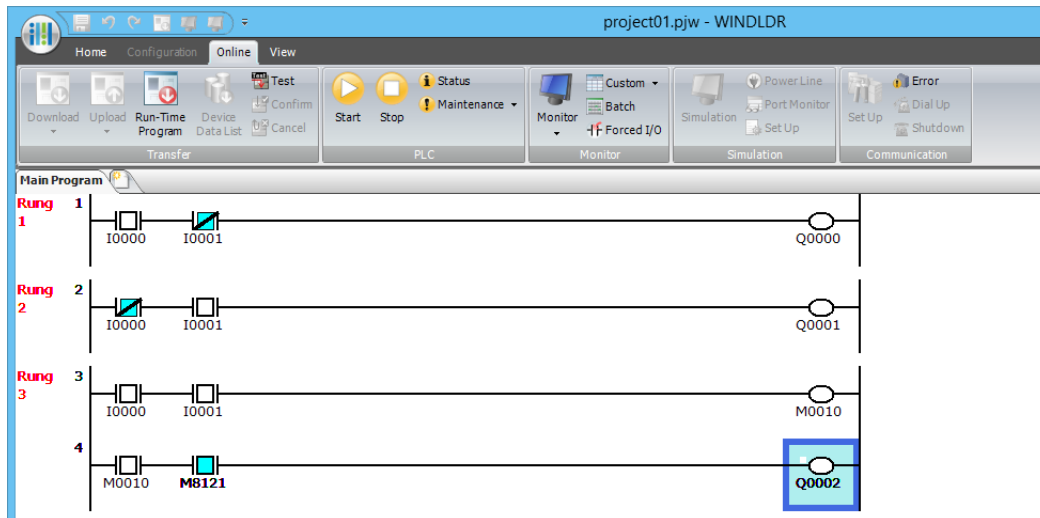 project01.pjw - WINDLDR
Home Configuration Online View
Download Upload Run-Time Program Device Data List Test Confirm Cancel
Transfer
Start Stop Status Maintenance
PLC
Monitor Custom Batch Forced I/O
Monitor
Simulation Power Line Port Monitor Set Up
Simulation
Set Up Error Dial Up Shutdown
Communication
Main Program
Rung 1
1
I0000 I0001 Q0000
Rung 2
2
I0000 I0001 Q0001
Rung 3
3
I0000 I0001 M0010
4
M0010 M8121 Q0002